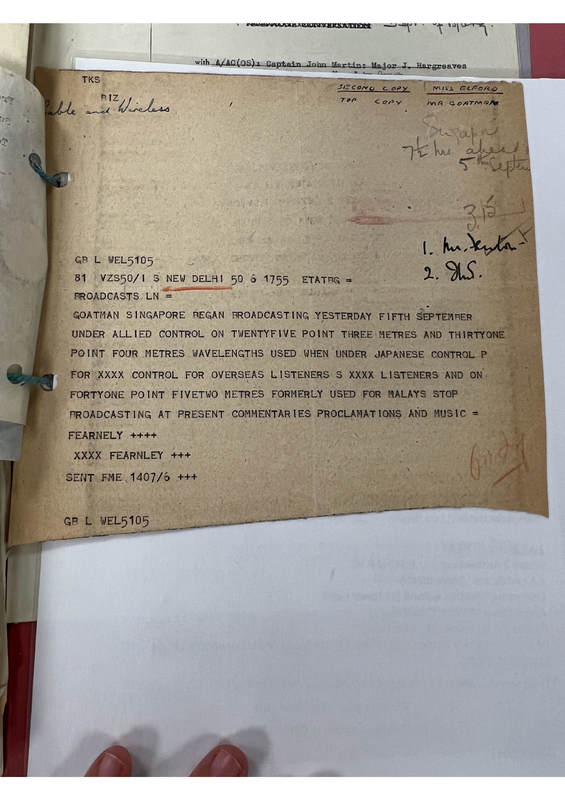 with A/AC(OS): Captain John Martin: Major J. Hargreaves
TKS
BIZ
Cable and Wireless
SECOND COPY MISS ELFORD
TOP COPY MR GOATMAN
7½ hrs ahead
5th Septem
3.15
1. Mr.
2.
GB L WEL5105
81 VZS50/I S NEW DELHI 50 6 1755 ETATBG =
BROADCASTS LN =
GOATMAN SINGAPORE BEGAN BROADCASTING YESTERDAY FIFTH SEPTEMBER
UNDER ALLIED CONTROL ON TWENTYFIVE POINT THREE METRES AND THIRTYONE
POINT FOUR METRES WAVELENGTHS USED WHEN UNDER JAPANESE CONTROL P
FOR XXXX CONTROL FOR OVERSEAS LISTENERS S XXXX LISTENERS AND ON
FORTYONE POINT FIVETWO METRES FORMERLY USED FOR MALAYS STOP
BROADCASTING AT PRESENT COMMENTARIES PROCLAMATIONS AND MUSIC =
FEARNELY ++++
XXXX FEARNLEY +++
SENT FME 1407/6 +++
GB L WEL5105